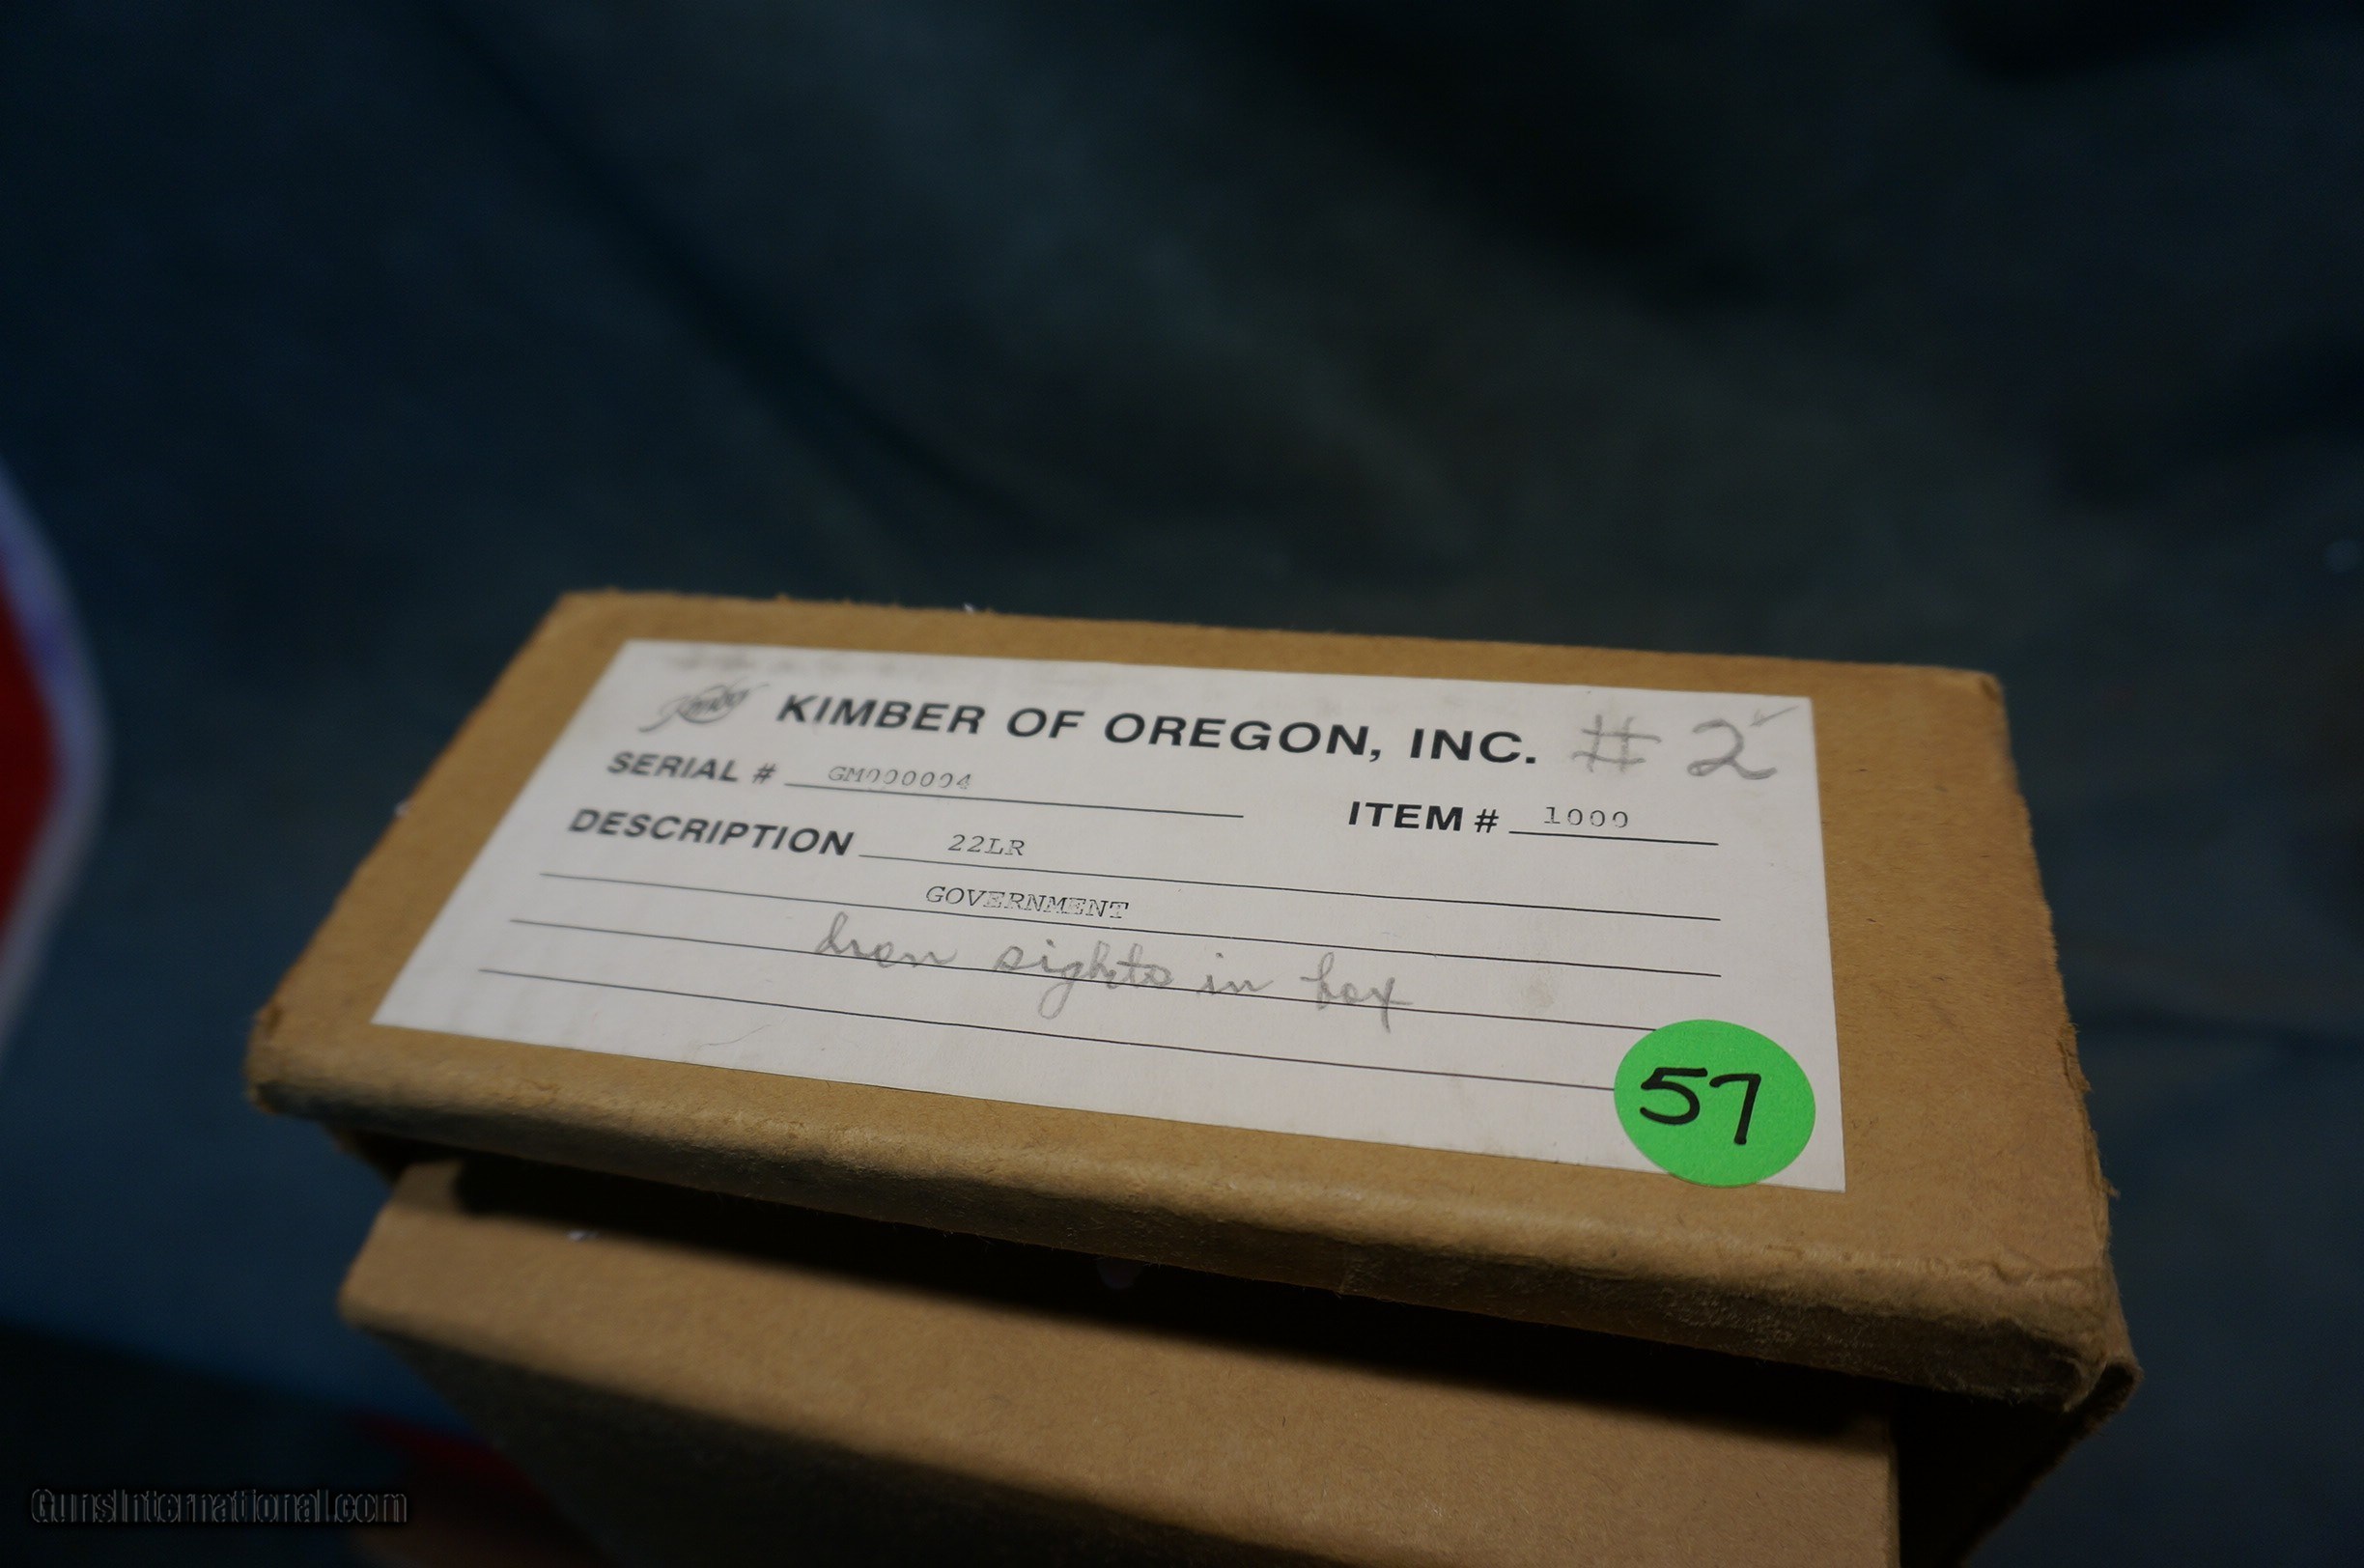 Kimber KIMBER OF OREGON, INC. # 2
SERIAL # GM000004
ITEM # 1000
DESCRIPTION 22LR
GOVERNMENT
Iron sights in box
57
GunsInternational.com